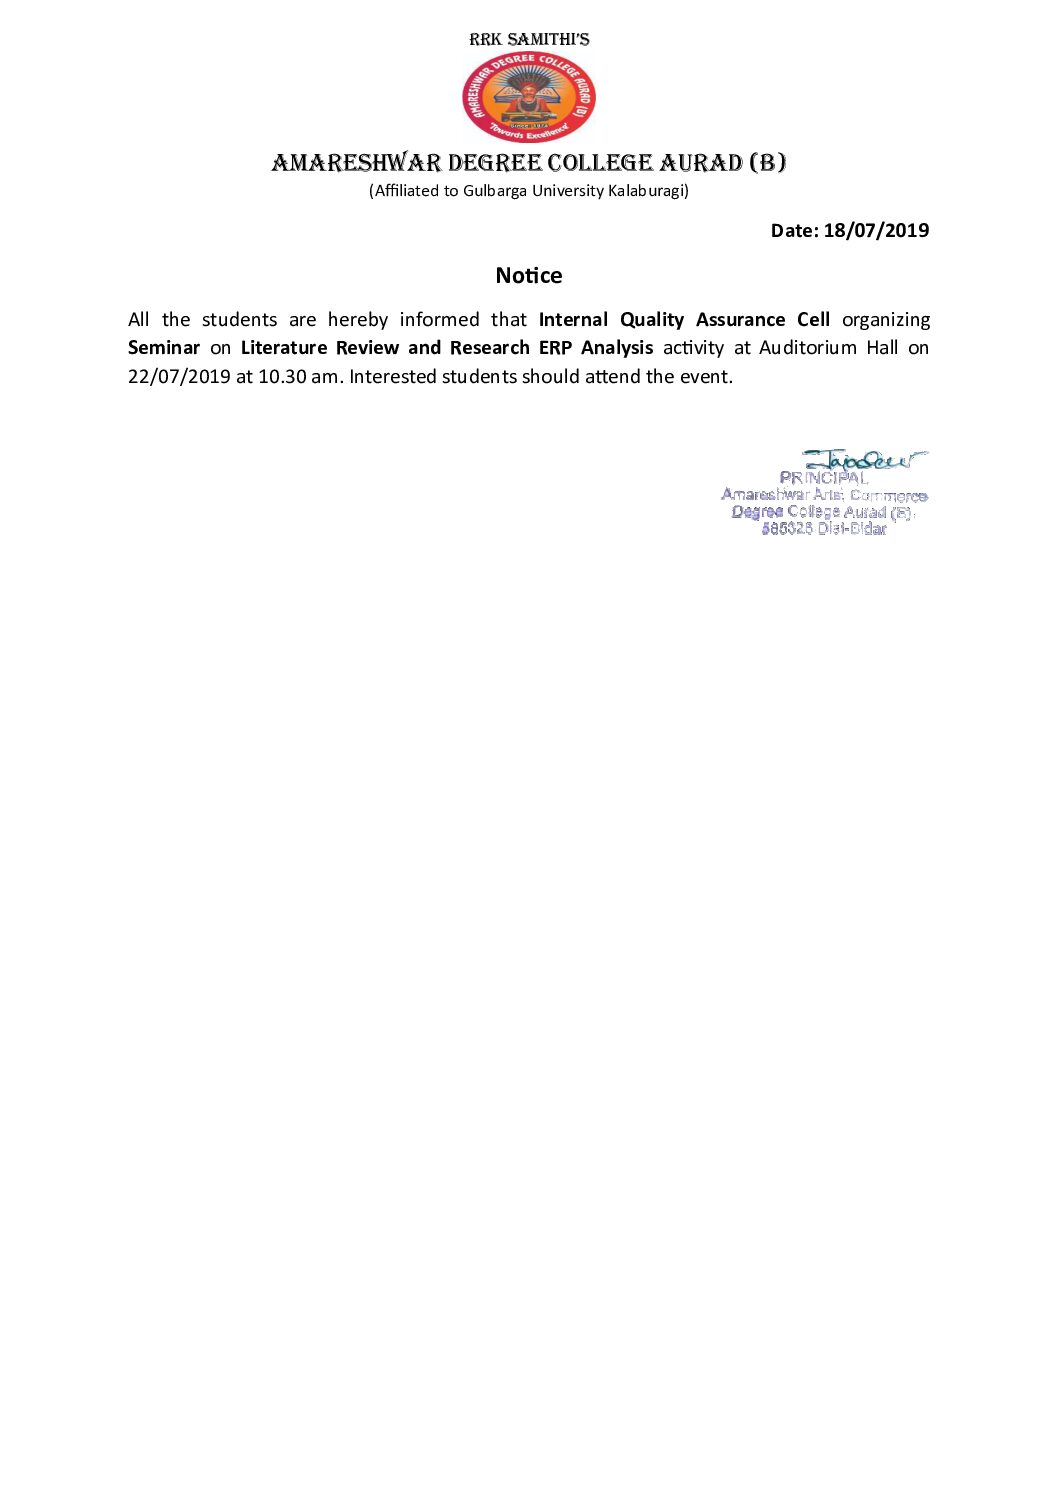 RRK SAMITHI'S
AMARESHWAR DEGREE COLLEGE AURAD (B)
Since 1972
'Towards Excellence'
AMARESHWAR DEGREE COLLEGE AURAD (B)
(Affiliated to Gulbarga University Kalaburagi)
Date: 18/07/2019
Notice
All the students are hereby informed that Internal Quality Assurance Cell organizing
Seminar on Literature Review and Research ERP Analysis activity at Auditorium Hall on
22/07/2019 at 10.30 am. Interested students should attend the event.
PRINCIPAL
Amareshwar Arts, Commerce
Degree College Aurad (B).
Dist-Bidar